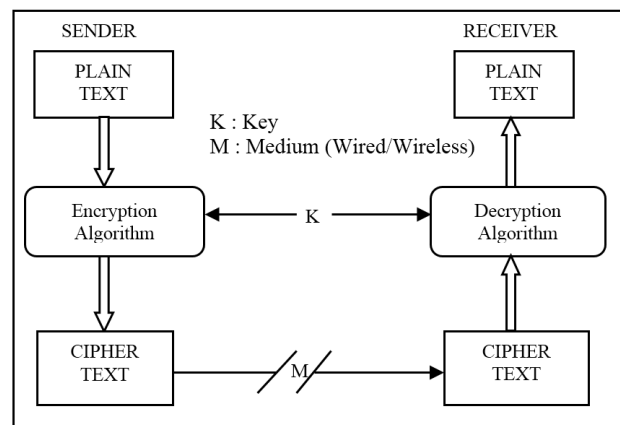 SENDER
RECEIVER
PLAIN
TEXT
PLAIN
TEXT
K : Key
M : Medium (Wired/Wireless)
Encryption
Algorithm
K
Decryption
Algorithm
CIPHER
TEXT
M
CIPHER
TEXT